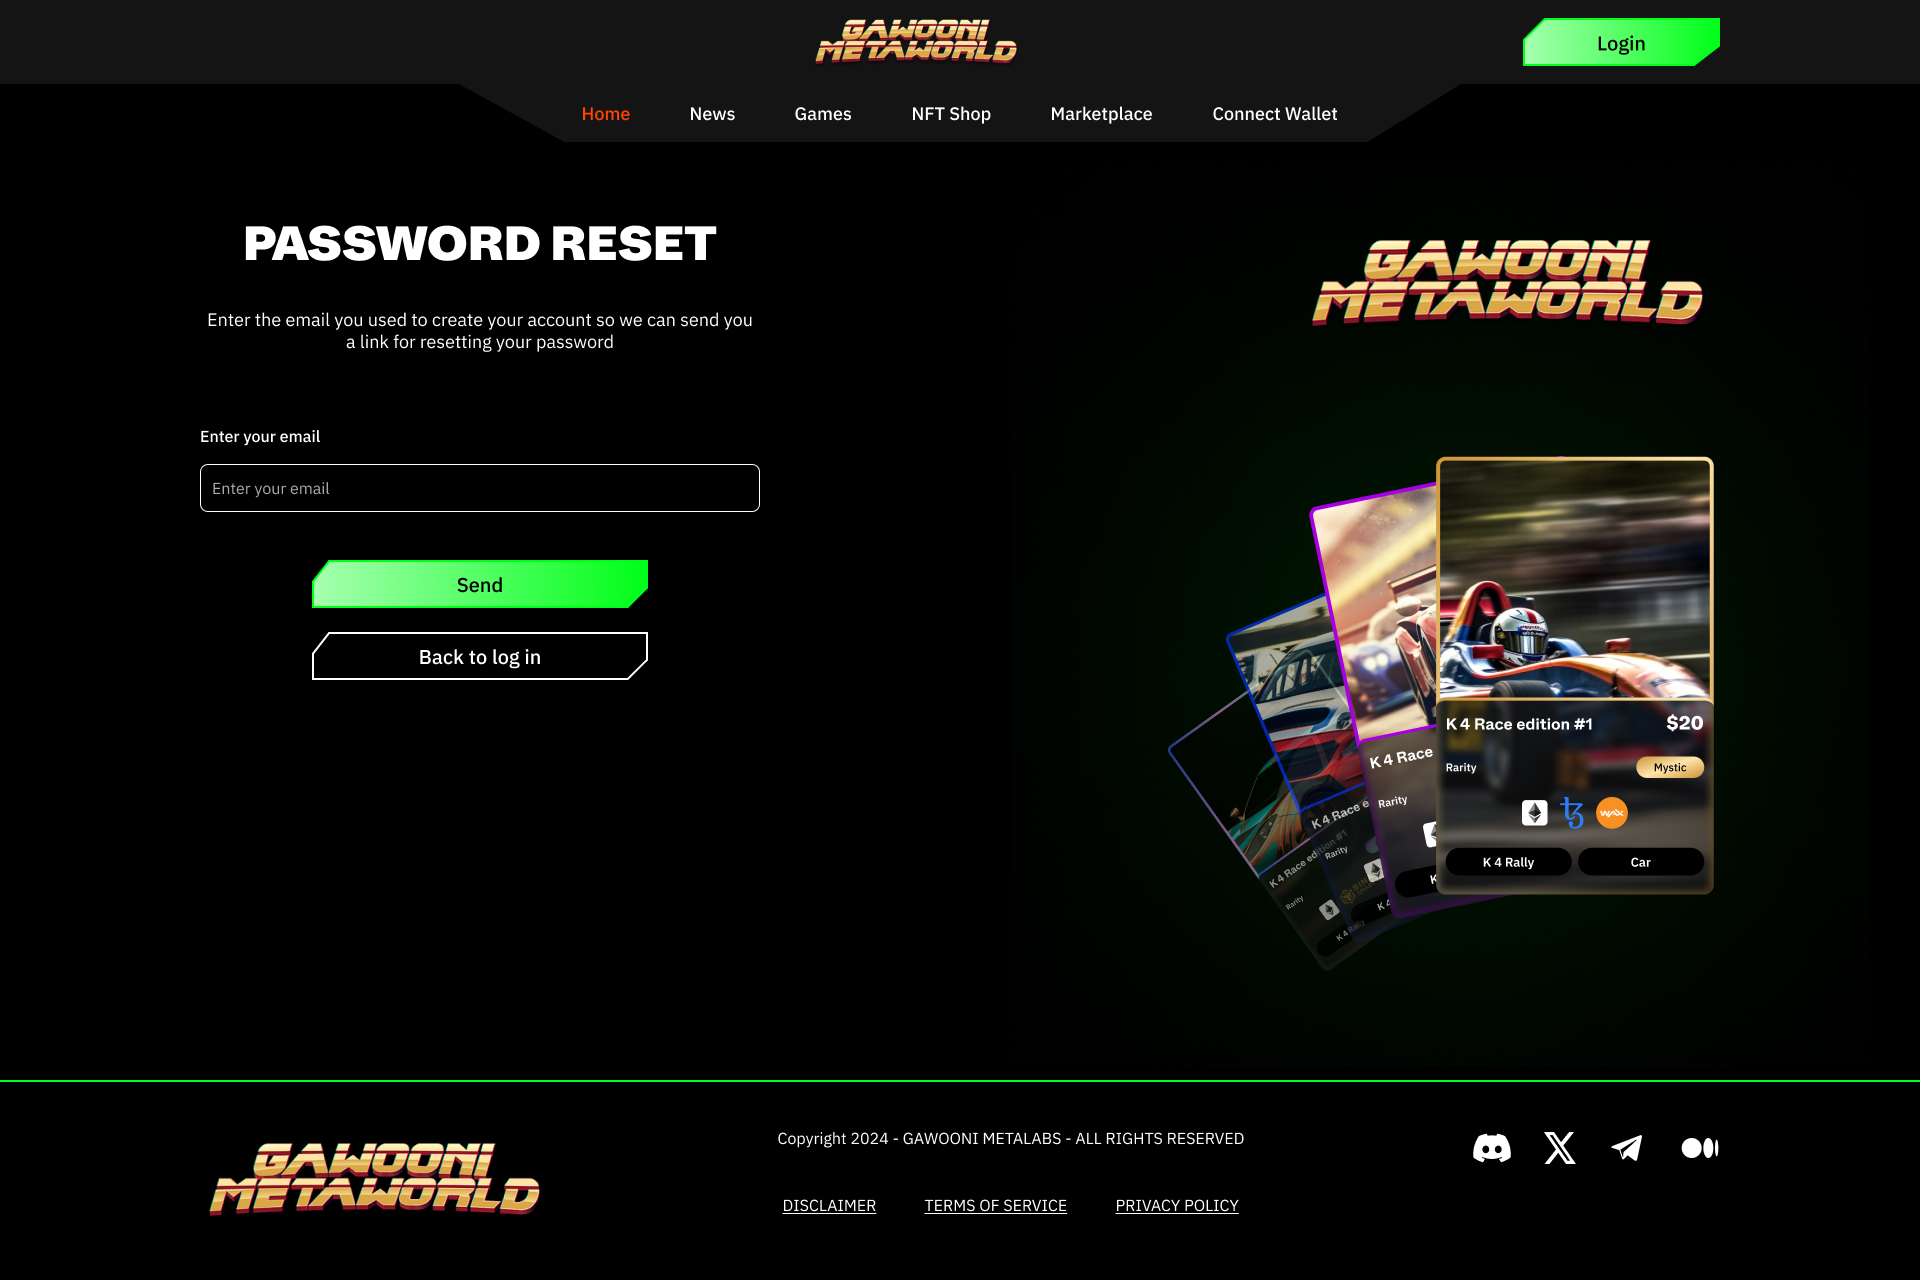 GAWOONI
METAWORLD
Login
Home
News
Games
NFT Shop
Marketplace
Connect Wallet
PASSWORD RESET
Enter the email you used to create your account so we can send you
a link for resetting your password
Enter your email
Enter your email
Send
Back to log in
GAWOONI
METAWORLD
K 4 Race edition #1
$20
Rarity
Mystic
WAX
K 4 Rally
Car
K 4 Race
Rarity
K
K 4 Race e
Rarity
K 4
K 4 Race edition #1
Rarity
K 4 Rally
GAWOONI
METAWORLD
Copyright 2024 - GAWOONI METALABS - ALL RIGHTS RESERVED
DISCLAIMER
TERMS OF SERVICE
PRIVACY POLICY